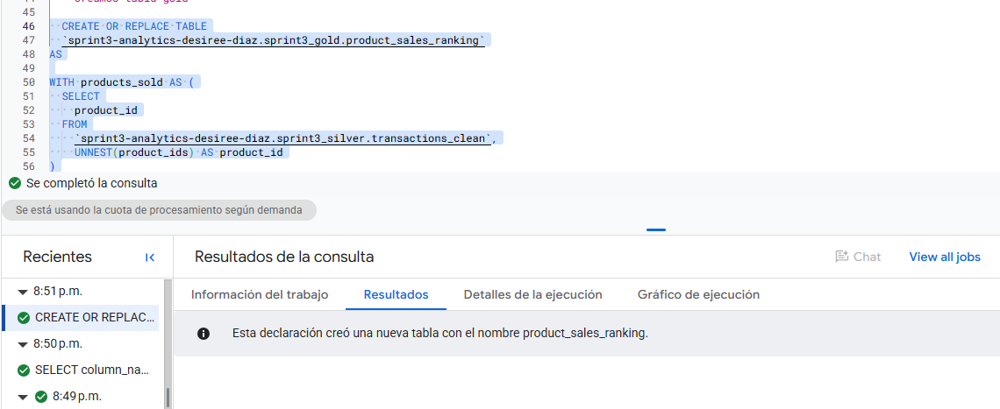 45
46 CREATE OR REPLACE TABLE
47 `sprint3-analytics-desiree-diaz.sprint3_gold.product_sales_ranking`
48 AS
49
50 WITH products_sold AS (
51 SELECT
52 product_id
53 FROM
54 `sprint3-analytics-desiree-diaz.sprint3_silver.transactions_clean`,
55 UNNEST(product_ids) AS product_id
56 )
Se completó la consulta
Se está usando la cuota de procesamiento según demanda
Recientes
Resultados de la consulta
Chat
View all jobs
8:51 p.m.
Información del trabajo
Resultados
Detalles de la ejecución
Gráfico de ejecución
CREATE OR REPLAC...
Esta declaración creó una nueva tabla con el nombre product_sales_ranking.
8:50 p.m.
SELECT column_na...
8:49 p.m.